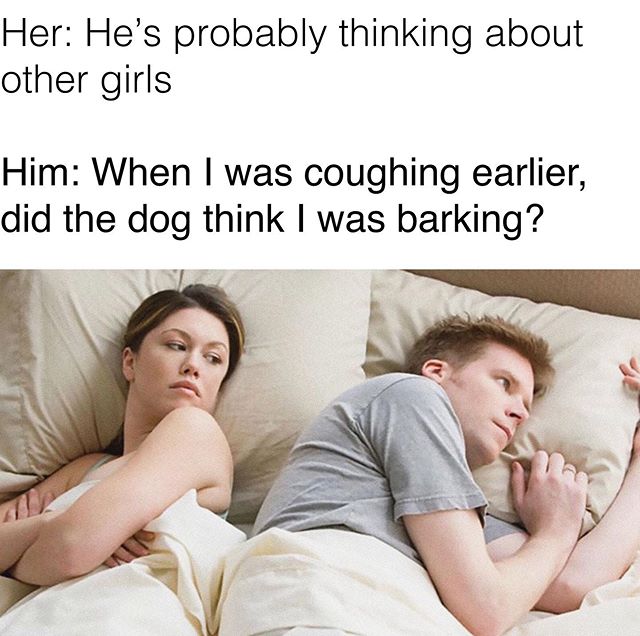 Her: He’s probably thinking about
other girls
Him: When I was coughing earlier,
did the dog think I was barking?